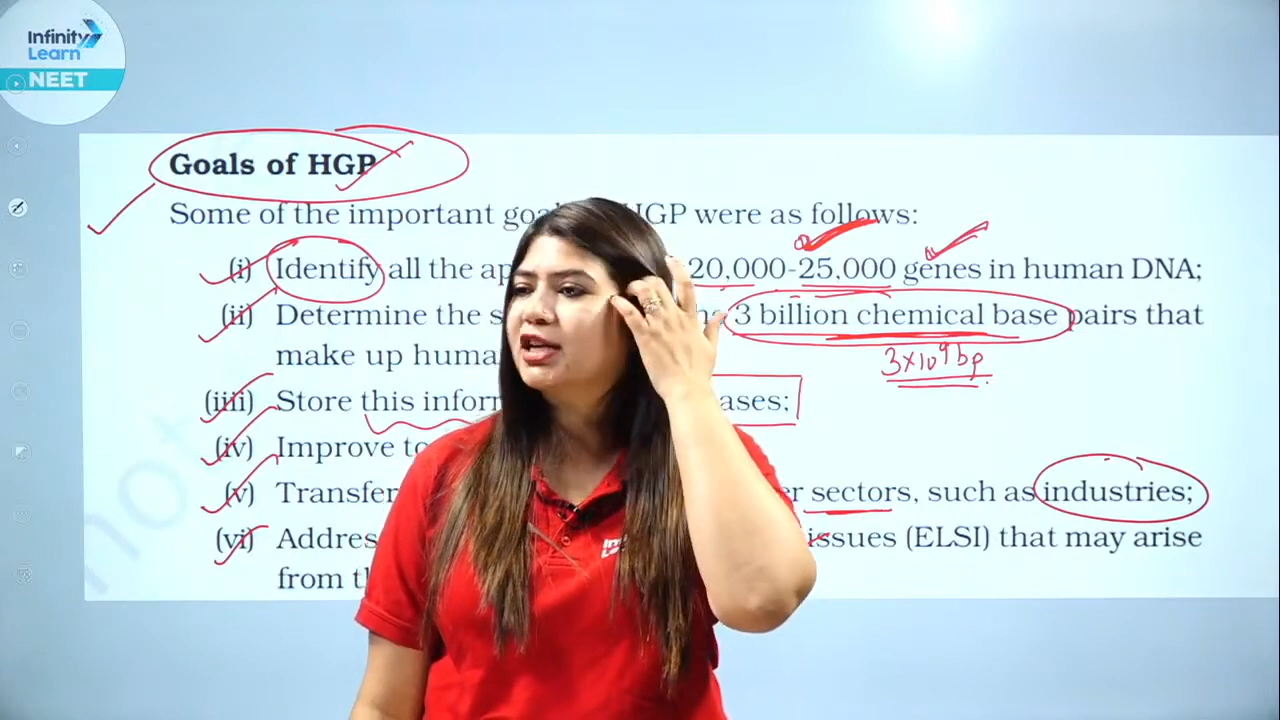 Infinity
Learn
NEET
Goals of HGP
Some of the important goa HGP were as follows:
(i) Identify all the ap 20,000-25,000 genes in human DNA;
(ii) Determine the s 3 billion chemical base pairs that
3×10⁹bp
make up huma
(iii) Store this infor ases;
(iv) Improve to
(v) Transfer er sectors, such as industries;
(vi) Addres issues (ELSI) that may arise
from th
not